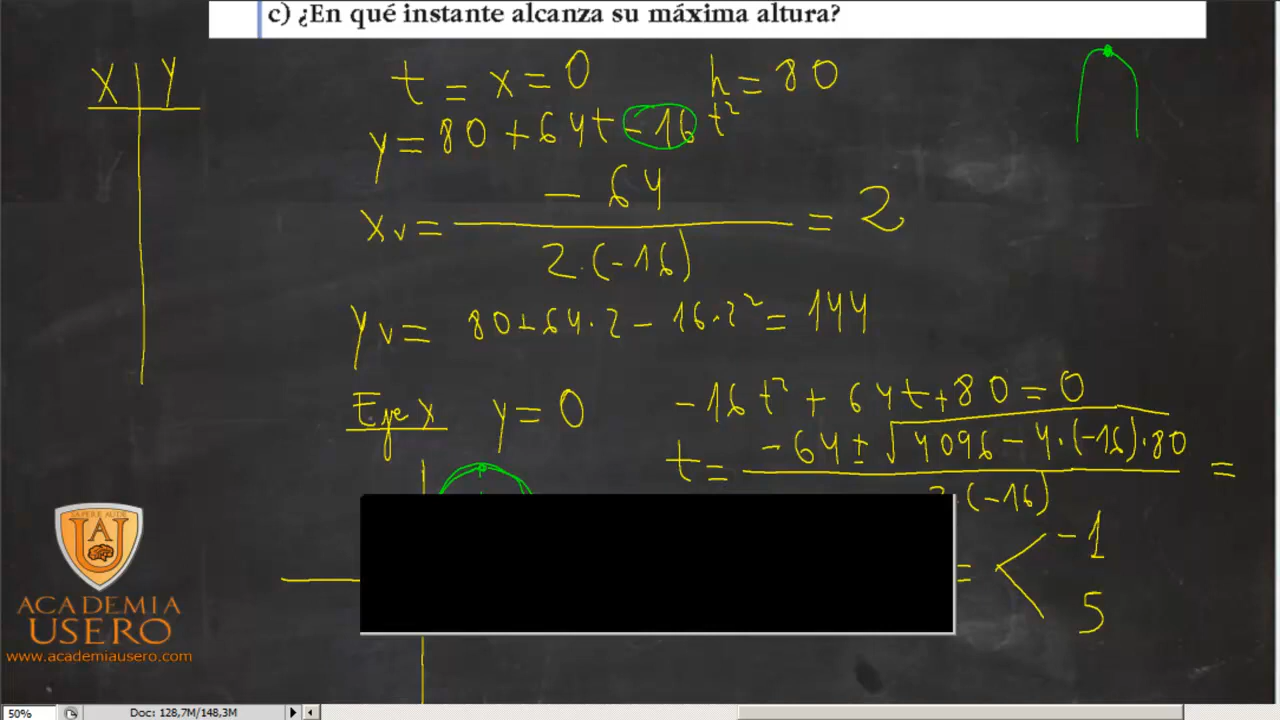 c) ¿En qué instante alcanza su máxima altura?
X Y
t = x = 0 h = 80
y = 80 + 64t -16 t²
xv = - 64 / 2·(-16) = 2
yv = 80+64·2 - 16·2² = 144
Eje x y = 0 -16t² + 64t+80=0
t = -64 ± √4096 - 4·(-16)·80 / (-16) =
= < -1
5
SAPERE AUDE
UA
ACADEMIA
USERO
www.academiausero.com
50% Doc: 128,7M/148,3M